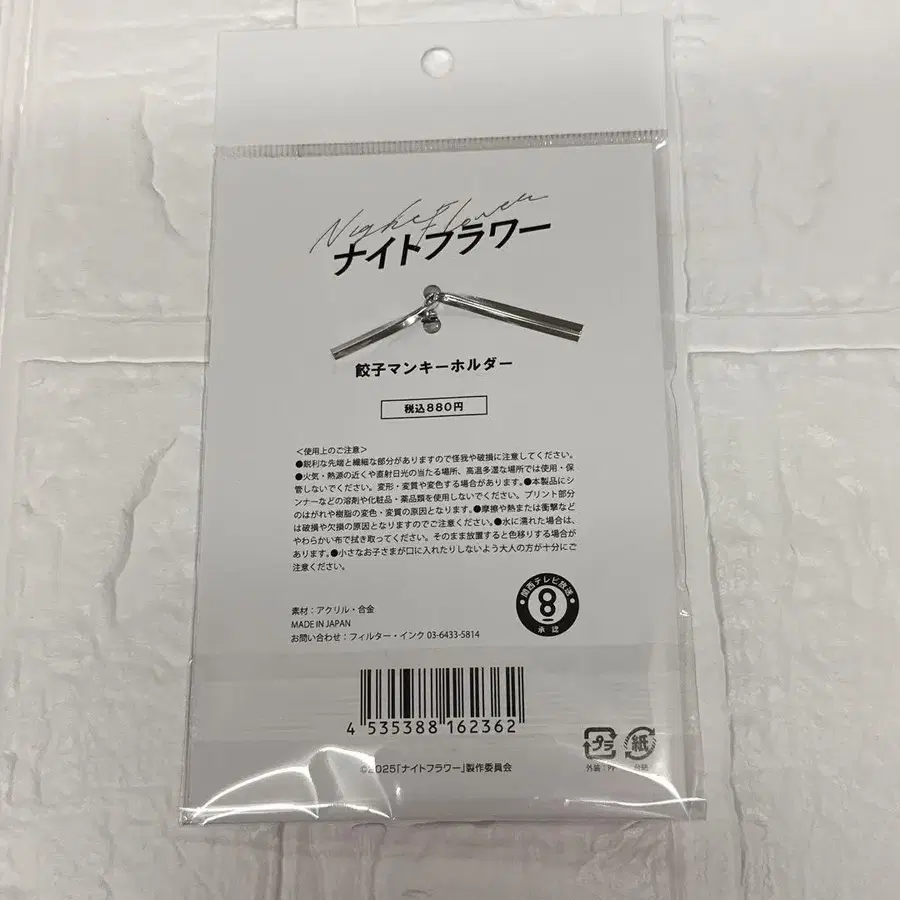 Night Flower
ナイトフラワー
餃子マンキーホルダー
税込880円
＜使用上のご注意＞
●鋭利な先端と繊細な部分がありますので怪我や破損に注意してください。
●火気・熱源の近くや直射日光の当たる場所、高温多湿な場所では使用・保
管しないでください。変形・変質や変色する場合があります。●本製品にシ
ンナーなどの溶剤や化粧品・薬品類を使用しないでください。プリント部分
のはがれや樹脂の変色・変質の原因となります。●摩擦や熱または衝撃など
は破損や欠損の原因となりますのでご注意ください。●水に濡れた場合は、
やわらかい布で拭き取ってください。そのまま放置すると色移りする場合が
あります。●小さなお子さまが口に入れたりしないよう大人の方が十分にご
注意ください。
素材：アクリル・合金
MADE IN JAPAN
お問い合わせ：フィルター・インク 03-6433-5814
関西テレビ放送
8
承認
4 535388 162362
プラ
紙
外装：PP
台紙
©2025「ナイトフラワー」製作委員会